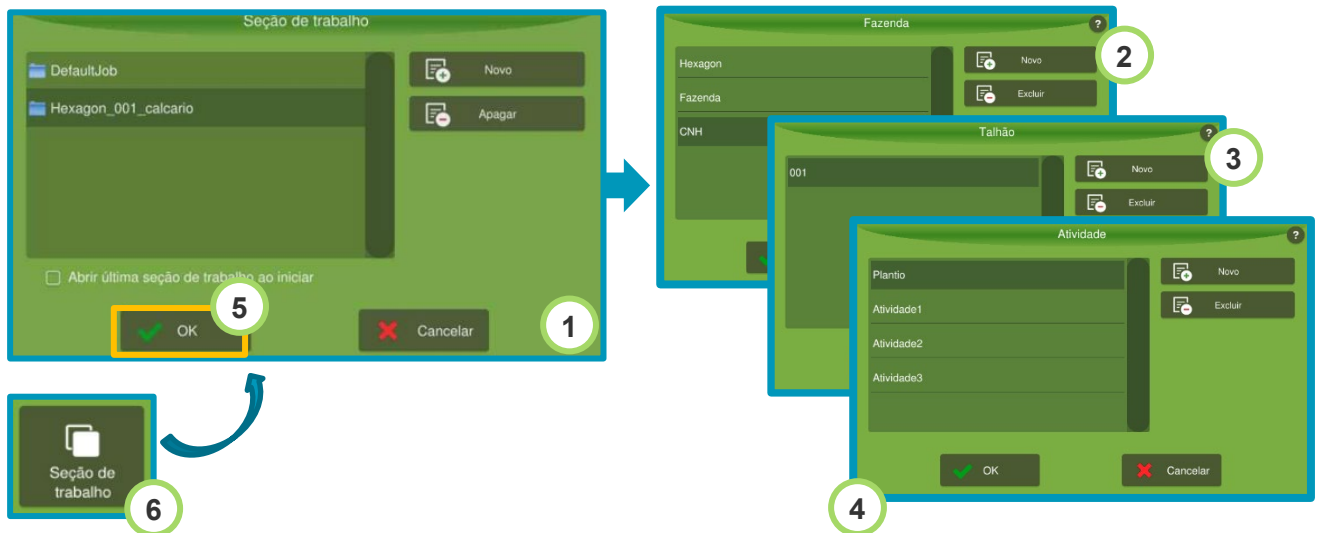 Seção de trabalho
DefaultJob
Hexagon_001_calcario
Novo
Apagar
Abrir última seção de trabalho ao iniciar
OK
Cancelar
5
1
Seção de
trabalho
6
Fazenda
?
Hexagon
Fazenda
CNH
Novo
Excluir
2
Talhão
?
001
Novo
Excluir
3
Atividade
?
Plantio
Atividade1
Atividade2
Atividade3
Novo
Excluir
OK
Cancelar
4